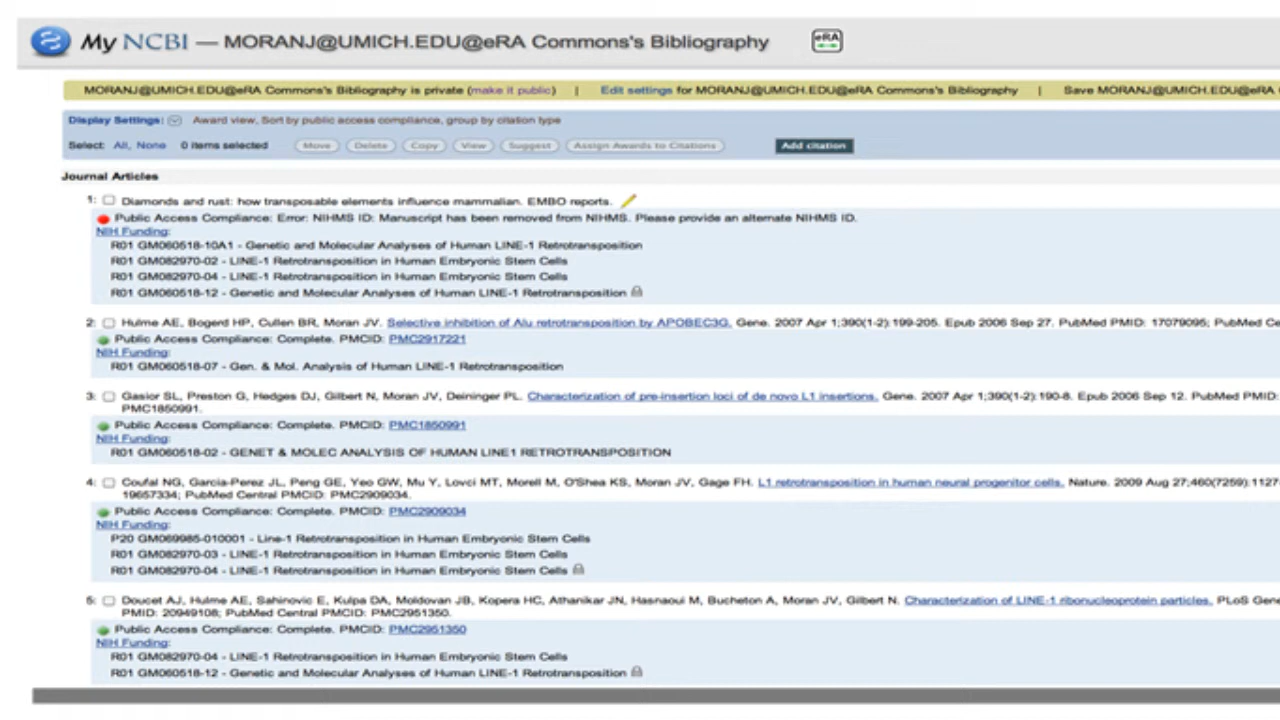 My NCBI — MORANJ@UMICH.EDU@eRA Commons's Bibliography eRA
MORANJ@UMICH.EDU@eRA Commons's Bibliography is private (make it public) | Edit settings for MORANJ@UMICH.EDU@eRA Commons's Bibliography | Save MORANJ@UMICH.EDU@eRA
Display Settings: Award view, Sort by public access compliance, group by citation type
Select: All, None 0 items selected Move Delete Copy View Suggest Assign Awards to Citations Add citation
Journal Articles
1: Diamonds and rust: how transposable elements influence mammalian. EMBO reports.
Public Access Compliance: Error: NIHMS ID: Manuscript has been removed from NIHMS. Please provide an alternate NIHMS ID.
NIH Funding:
R01 GM060518-10A1 - Genetic and Molecular Analyses of Human LINE-1 Retrotransposition
R01 GM082970-02 - LINE-1 Retrotransposition in Human Embryonic Stem Cells
R01 GM082970-04 - LINE-1 Retrotransposition in Human Embryonic Stem Cells
R01 GM060518-12 - Genetic and Molecular Analyses of Human LINE-1 Retrotransposition
2: Hulme AE, Bogerd HP, Cullen BR, Moran JV. Selective inhibition of Alu retrotransposition by APOBEC3G. Gene. 2007 Apr 1;390(1-2):199-205. Epub 2006 Sep 27. PubMed PMID: 17079095; PubMed Ce
Public Access Compliance: Complete. PMCID: PMC2917221
NIH Funding:
R01 GM060518-07 - Gen. & Mol. Analysis of Human LINE-1 Retrotransposition
3: Gasior SL, Preston G, Hedges DJ, Gilbert N, Moran JV, Deininger PL. Characterization of pre-insertion loci of de novo L1 insertions. Gene. 2007 Apr 1;390(1-2):190-8. Epub 2006 Sep 12. PubMed PMID:
PMC1850991.
Public Access Compliance: Complete. PMCID: PMC1850991
NIH Funding:
R01 GM060518-02 - GENET & MOLEC ANALYSIS OF HUMAN LINE1 RETROTRANSPOSITION
4: Coufal NG, Garcia-Perez JL, Peng GE, Yeo GW, Mu Y, Lovci MT, Morell M, O'Shea KS, Moran JV, Gage FH. L1 retrotransposition in human neural progenitor cells. Nature. 2009 Aug 27;460(7259):1127
19657334; PubMed Central PMCID: PMC2909034.
Public Access Compliance: Complete. PMCID: PMC2909034
NIH Funding:
P20 GM069985-010001 - Line-1 Retrotransposition in Human Embryonic Stem Cells
R01 GM082970-03 - LINE-1 Retrotransposition in Human Embryonic Stem Cells
R01 GM082970-04 - LINE-1 Retrotransposition in Human Embryonic Stem Cells
5: Doucet AJ, Hulme AE, Sahinovic E, Kulpa DA, Moldovan JB, Kopera HC, Athanikar JN, Hasnaoui M, Bucheton A, Moran JV, Gilbert N. Characterization of LINE-1 ribonucleoprotein particles. PLoS Gene
PMID: 20949108; PubMed Central PMCID: PMC2951350.
Public Access Compliance: Complete. PMCID: PMC2951350
NIH Funding:
R01 GM082970-04 - LINE-1 Retrotransposition in Human Embryonic Stem Cells
R01 GM060518-12 - Genetic and Molecular Analyses of Human LINE-1 Retrotransposition